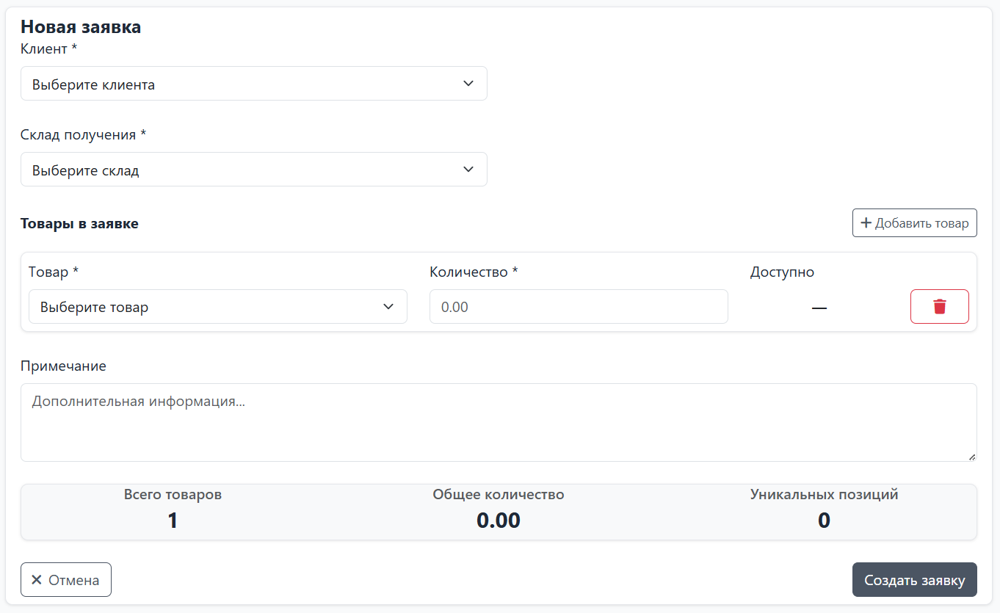 Новая заявка
Клиент *
Выберите клиента
Склад получения *
Выберите склад
Товары в заявке
Добавить товар
Товар * Количество * Доступно
Выберите товар 0.00 —
Примечание
Дополнительная информация...
Всего товаров Общее количество Уникальных позиций
1 0.00 0
Отмена Создать заявку